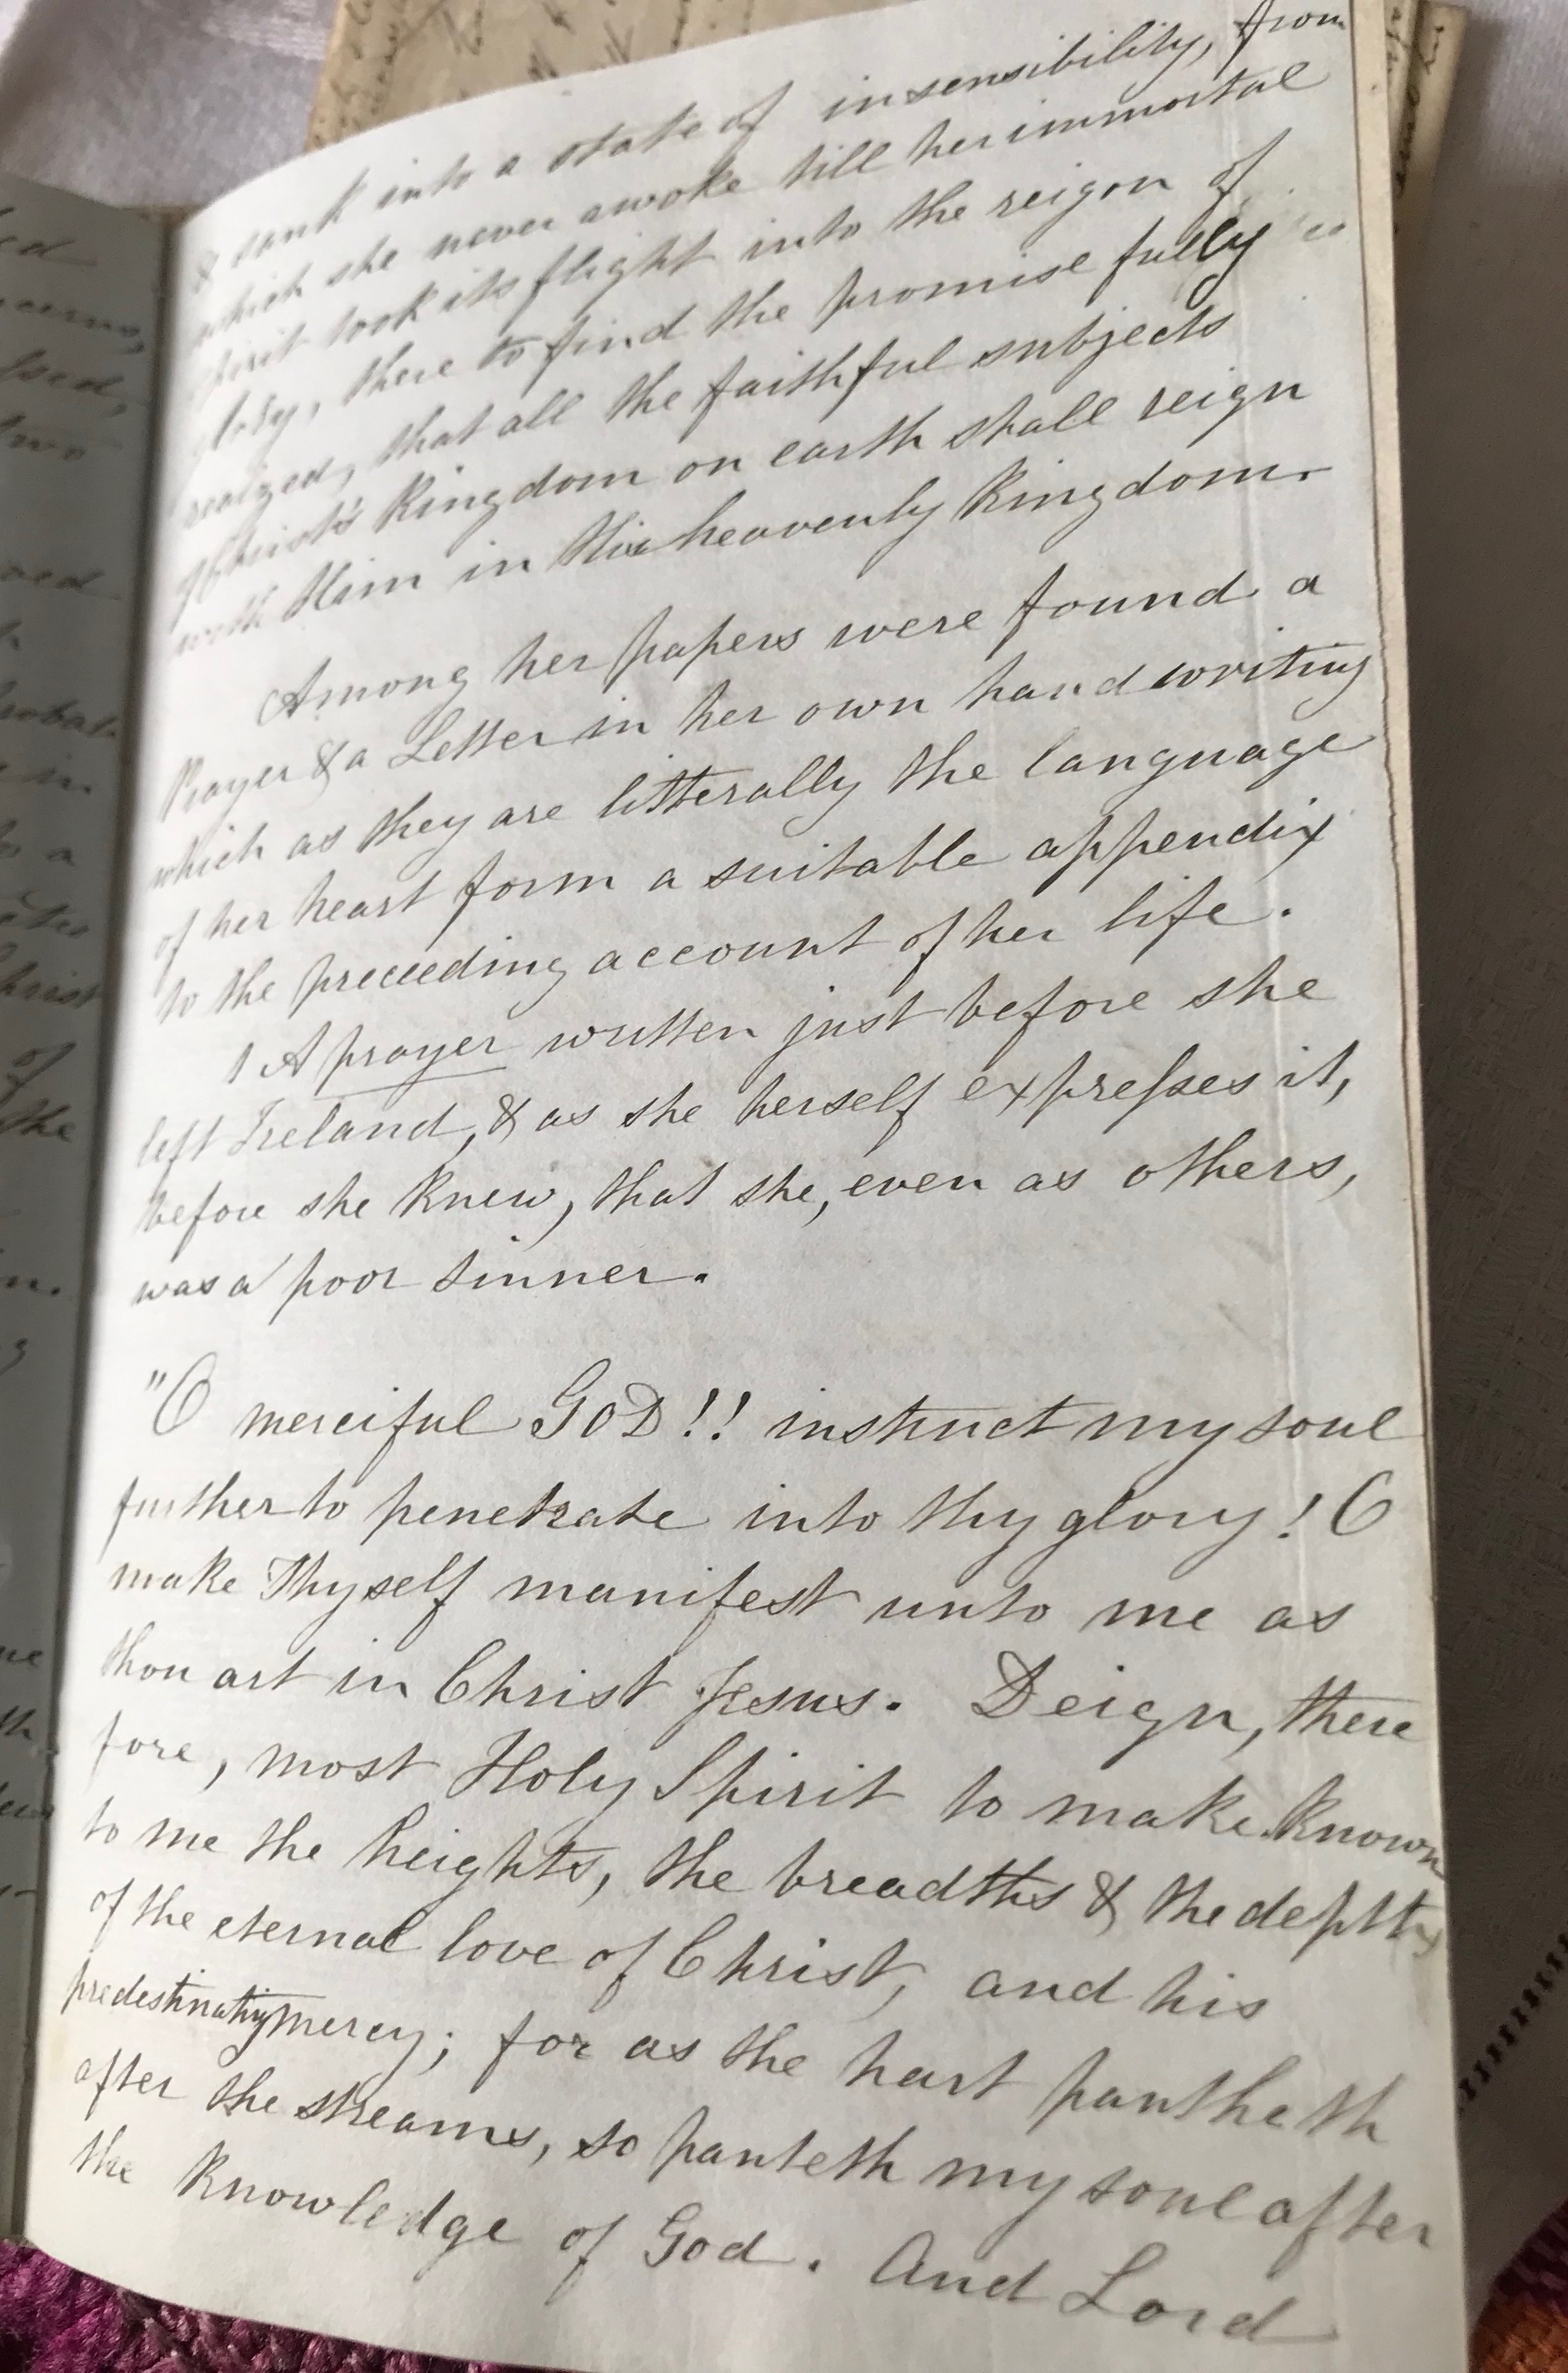 & sank into a state of insensibility, from
which she never awoke till her immortal
spirit took its flight into the reigon of
glory, there to find the promise fully
reaized, that all the faithful subjects
of Christ's Kingdom on earth shall reign
with Him in His heavenly Kingdom.
Among her papers were found a
Prayer & a Letter in her own hand writing
which as they are litterally the language
of her heart form a suitable appendix
to the preceeding account of her life.
1 A prayer written just before she
left Ireland, & as she herself expresses it,
before she knew, that she, even as others,
was a poor sinner.
"O merciful GOD!! instruct my soul
further to penetrate into thy glory! O
make Thyself manifest unto me as
thou art in Christ Jesus. Deign, there
fore, most Holy Spirit to make known
to me the heights, the breadths & the depths
of the eternal love of Christ, and his
predestinating mercy; for as the hart pantheth
after the streams, so panteth my soul after
the knowledge of God. And Lord